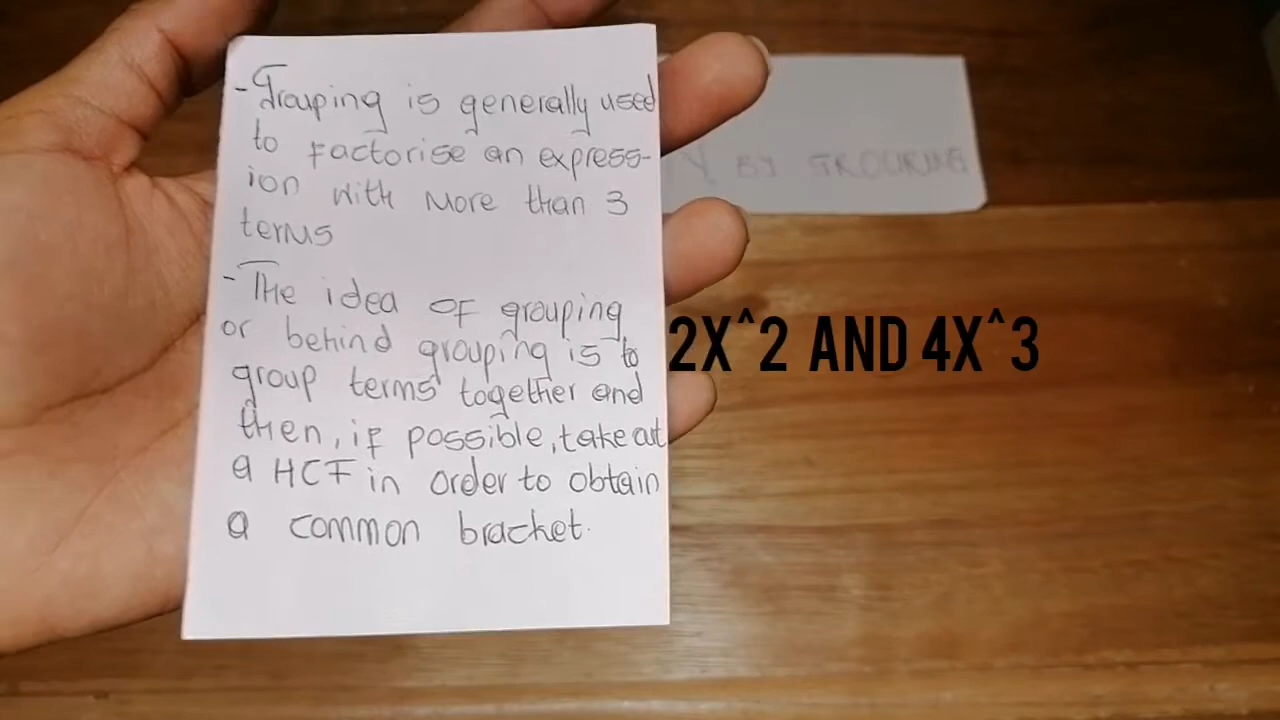 - Grouping is generally used
to factorise an express-
ion with more than 3
terms
- The idea of grouping
or behind grouping is to
group terms together and
then, if possible, take out
a HCF in order to obtain
a common bracket.
BY GROUPING
2X^2 AND 4X^3